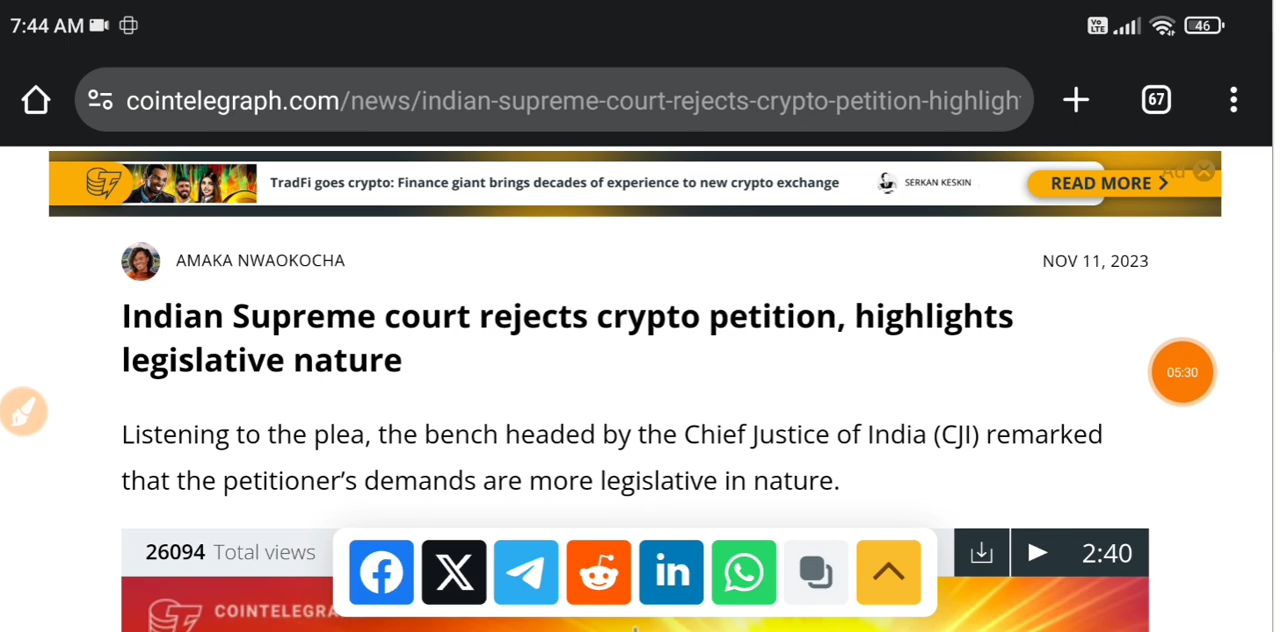 7:44 AM
Vo LTE
46
cointelegraph.com/news/indian-supreme-court-rejects-crypto-petition-highligh
67
TradFi goes crypto: Finance giant brings decades of experience to new crypto exchange
SERKAN KESKIN
READ MORE
Ad
AMAKA NWAOKOCHA
NOV 11, 2023
Indian Supreme court rejects crypto petition, highlights
legislative nature
05:30
Listening to the plea, the bench headed by the Chief Justice of India (CJI) remarked
that the petitioner’s demands are more legislative in nature.
26094 Total views
2:40
COINTELEGRA